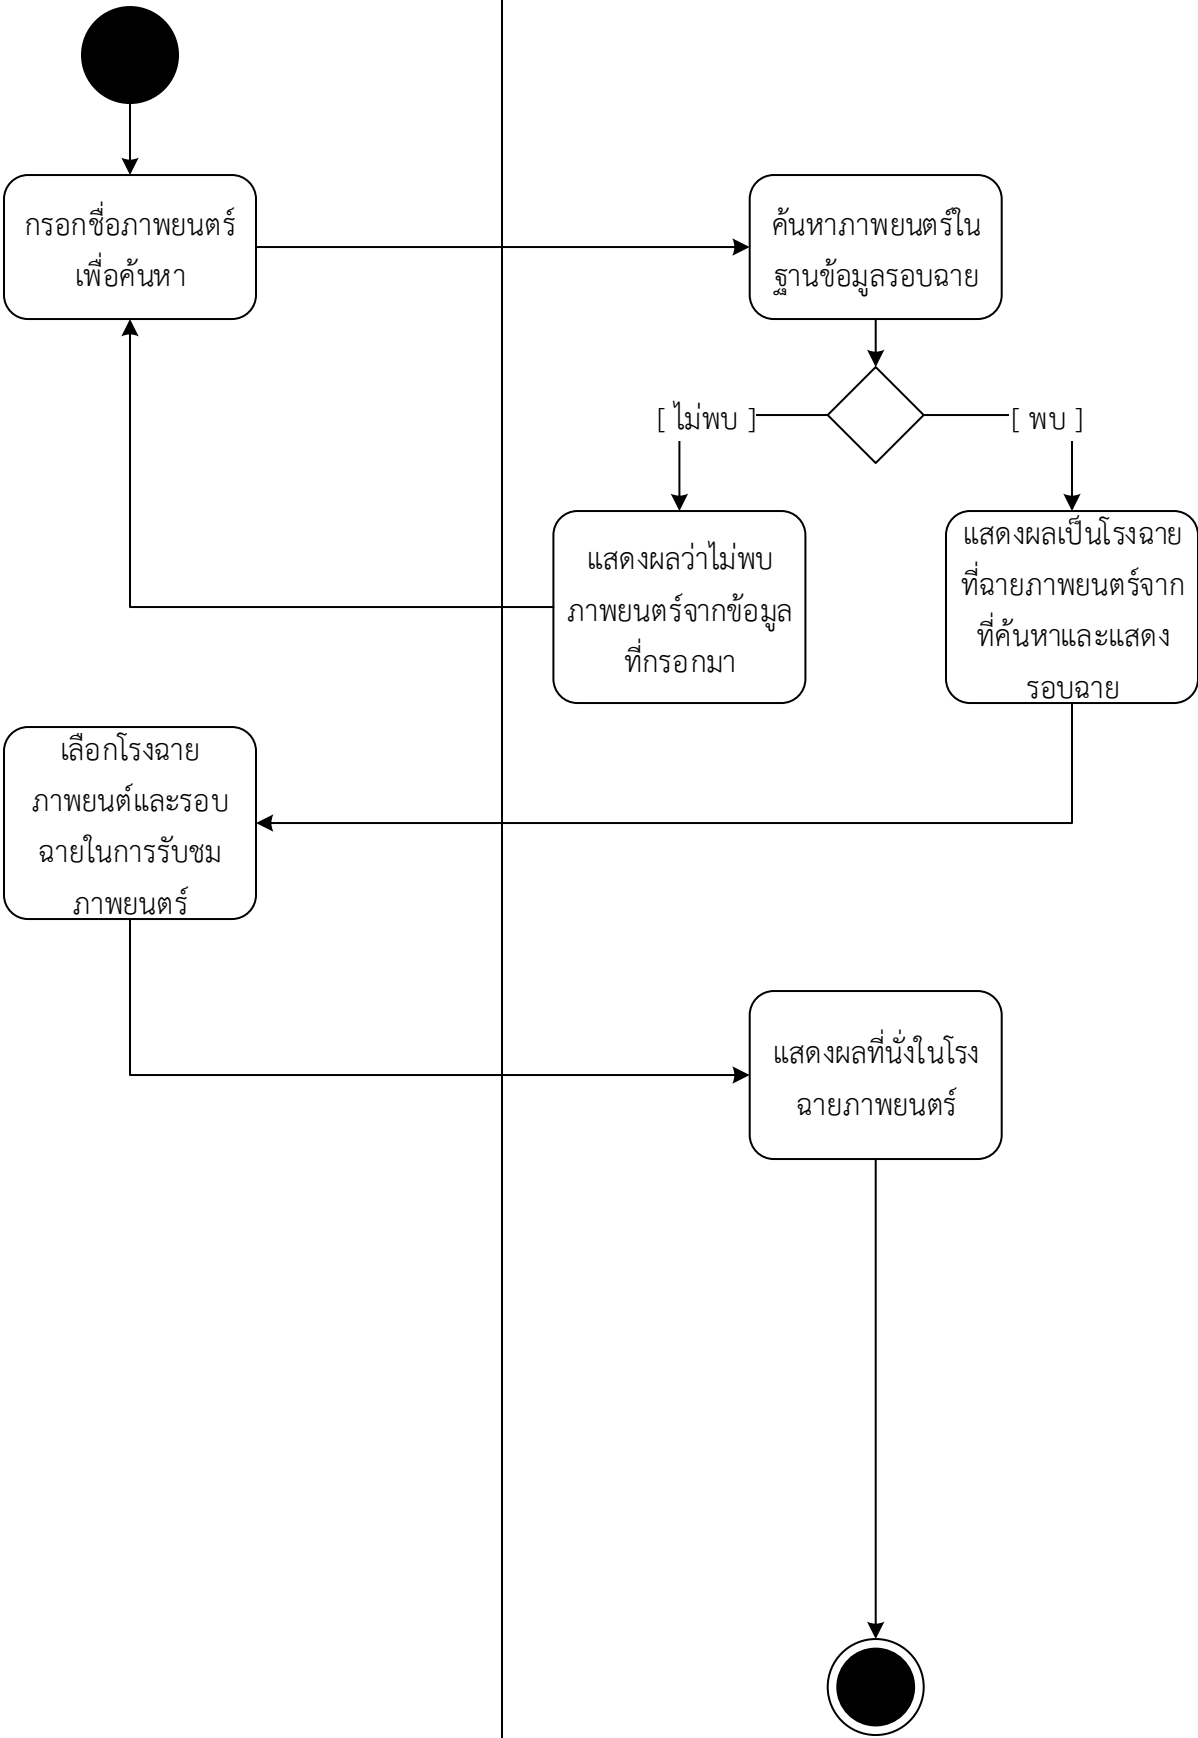 กรอกชื่อภาพยนตร์
เพื่อค้นหา
ค้นหาภาพยนตร์ใน
ฐานข้อมูลรอบฉาย
[ ไม่พบ ]
[ พบ ]
แสดงผลว่าไม่พบ
ภาพยนตร์จากข้อมูล
ที่กรอกมา
แสดงผลเป็นโรงฉาย
ที่ฉายภาพยนตร์จาก
ที่ค้นหาและแสดง
รอบฉาย
เลือกโรงฉาย
ภาพยนต์และรอบ
ฉายในการรับชม
ภาพยนตร์
แสดงผลที่นั่งในโรง
ฉายภาพยนตร์